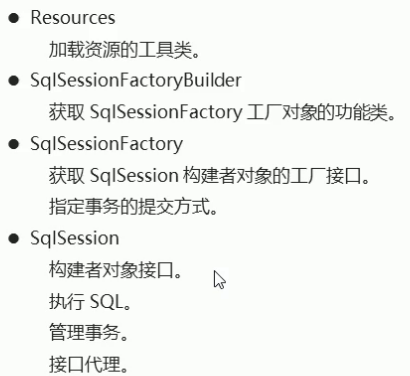 ● Resources
加载资源的工具类。
● SqlSessionFactoryBuilder
获取 SqlSessionFactory 工厂对象的功能类。
● SqlSessionFactory
获取 SqlSession 构建者对象的工厂接口。
指定事务的提交方式。
● SqlSession
构建者对象接口。
执行 SQL。
管理事务。
接口代理。